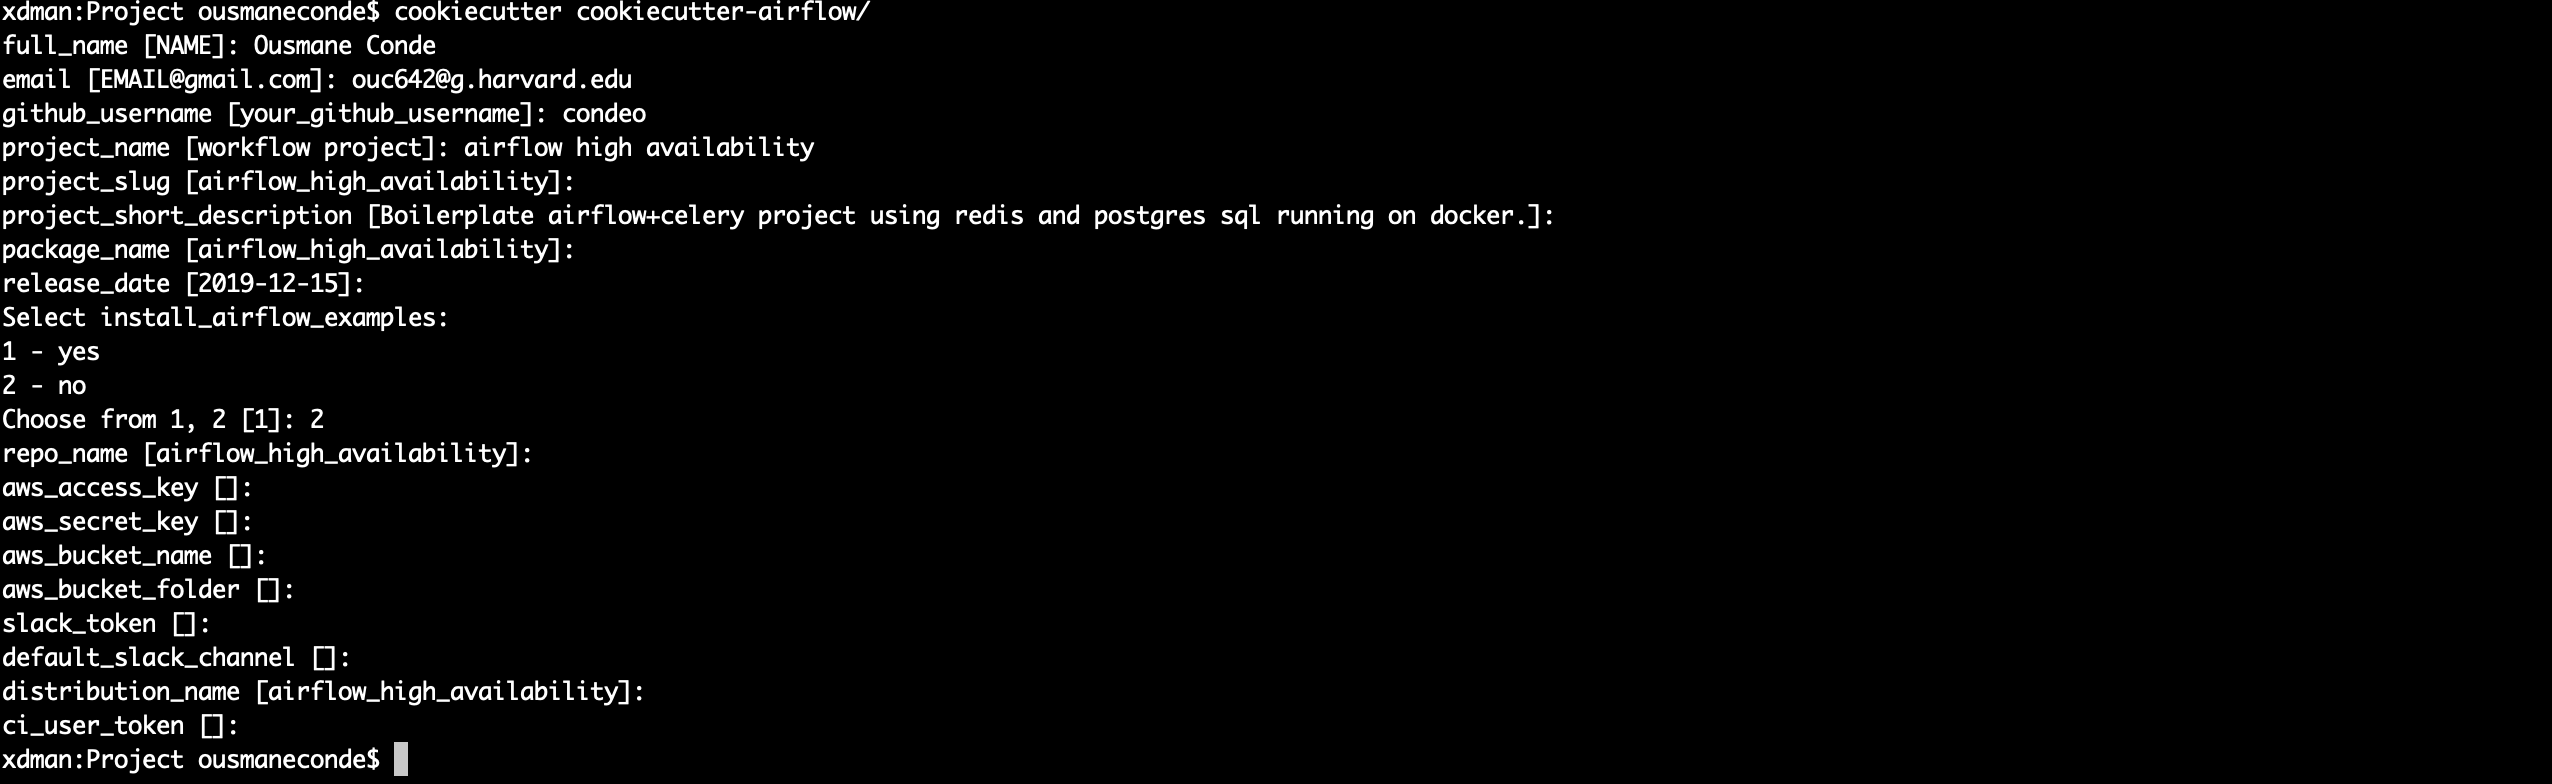 xdman:Project ousmaneconde$ cookiecutter cookiecutter-airflow/
full_name [NAME]: Ousmane Conde
email [EMAIL@gmail.com]: ouc642@g.harvard.edu
github_username [your_github_username]: condeo
project_name [workflow project]: airflow high availability
project_slug [airflow_high_availability]:
project_short_description [Boilerplate airflow+celery project using redis and postgres sql running on docker.]:
package_name [airflow_high_availability]:
release_date [2019-12-15]:
Select install_airflow_examples:
1 - yes
2 - no
Choose from 1, 2 [1]: 2
repo_name [airflow_high_availability]:
aws_access_key []:
aws_secret_key []:
aws_bucket_name []:
aws_bucket_folder []:
slack_token []:
default_slack_channel []:
distribution_name [airflow_high_availability]:
ci_user_token []:
xdman:Project ousmaneconde$